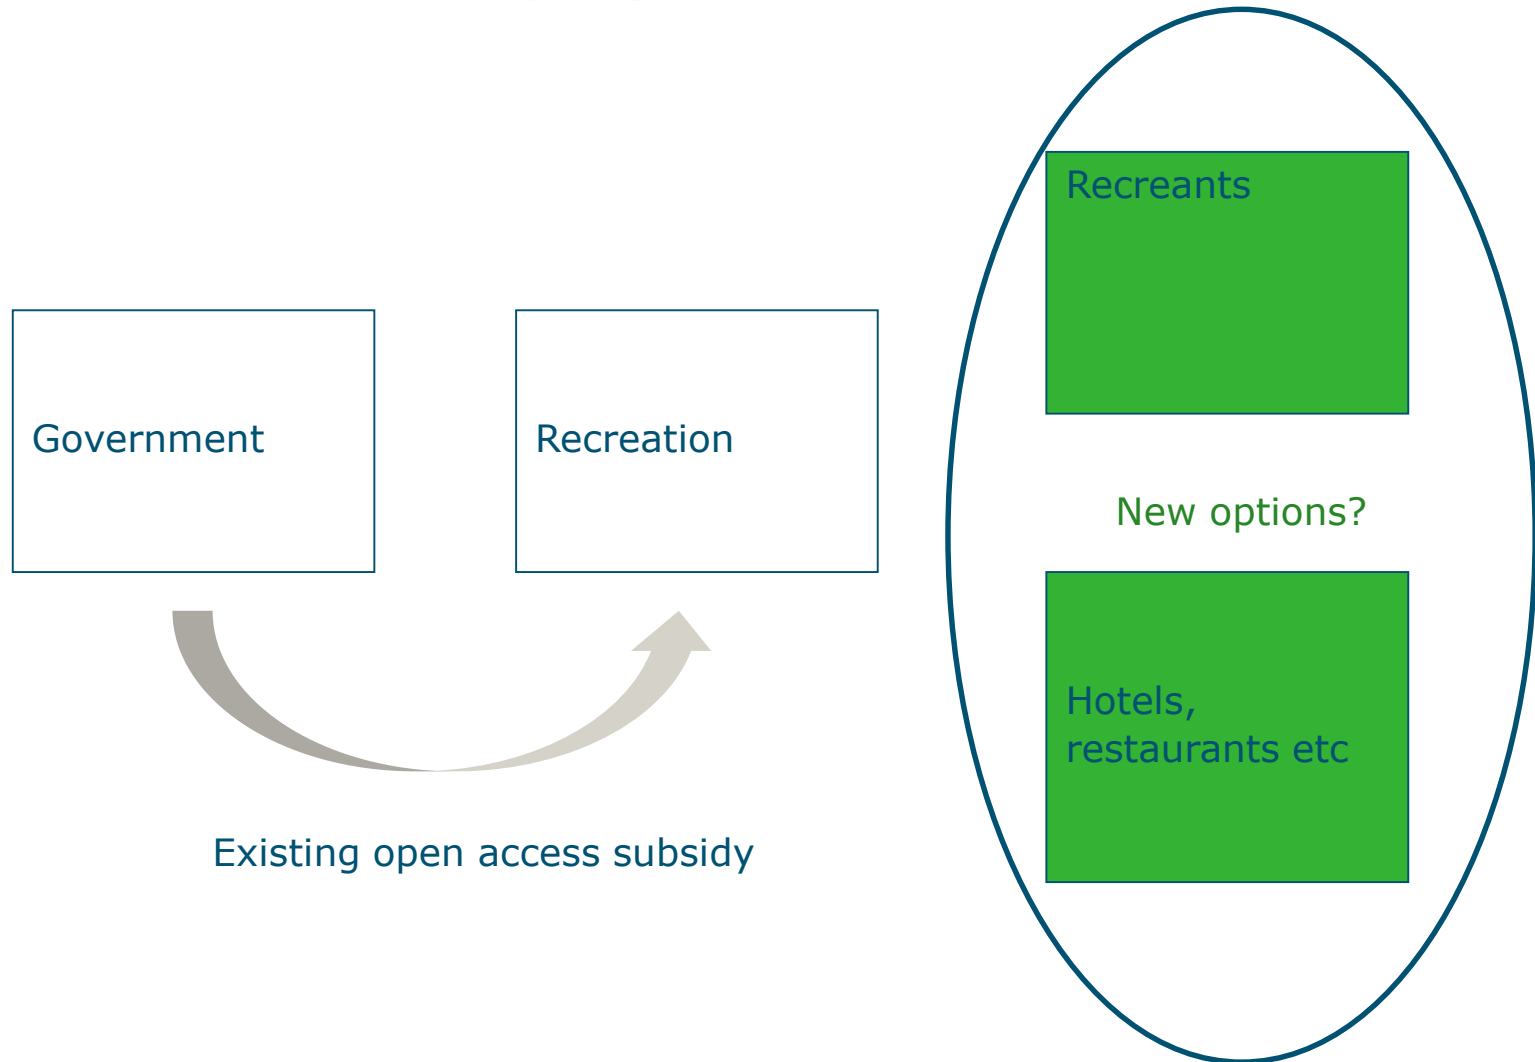 Recreants
Government
Recreation
New options?
Hotels,
restaurants etc
Existing open access subsidy